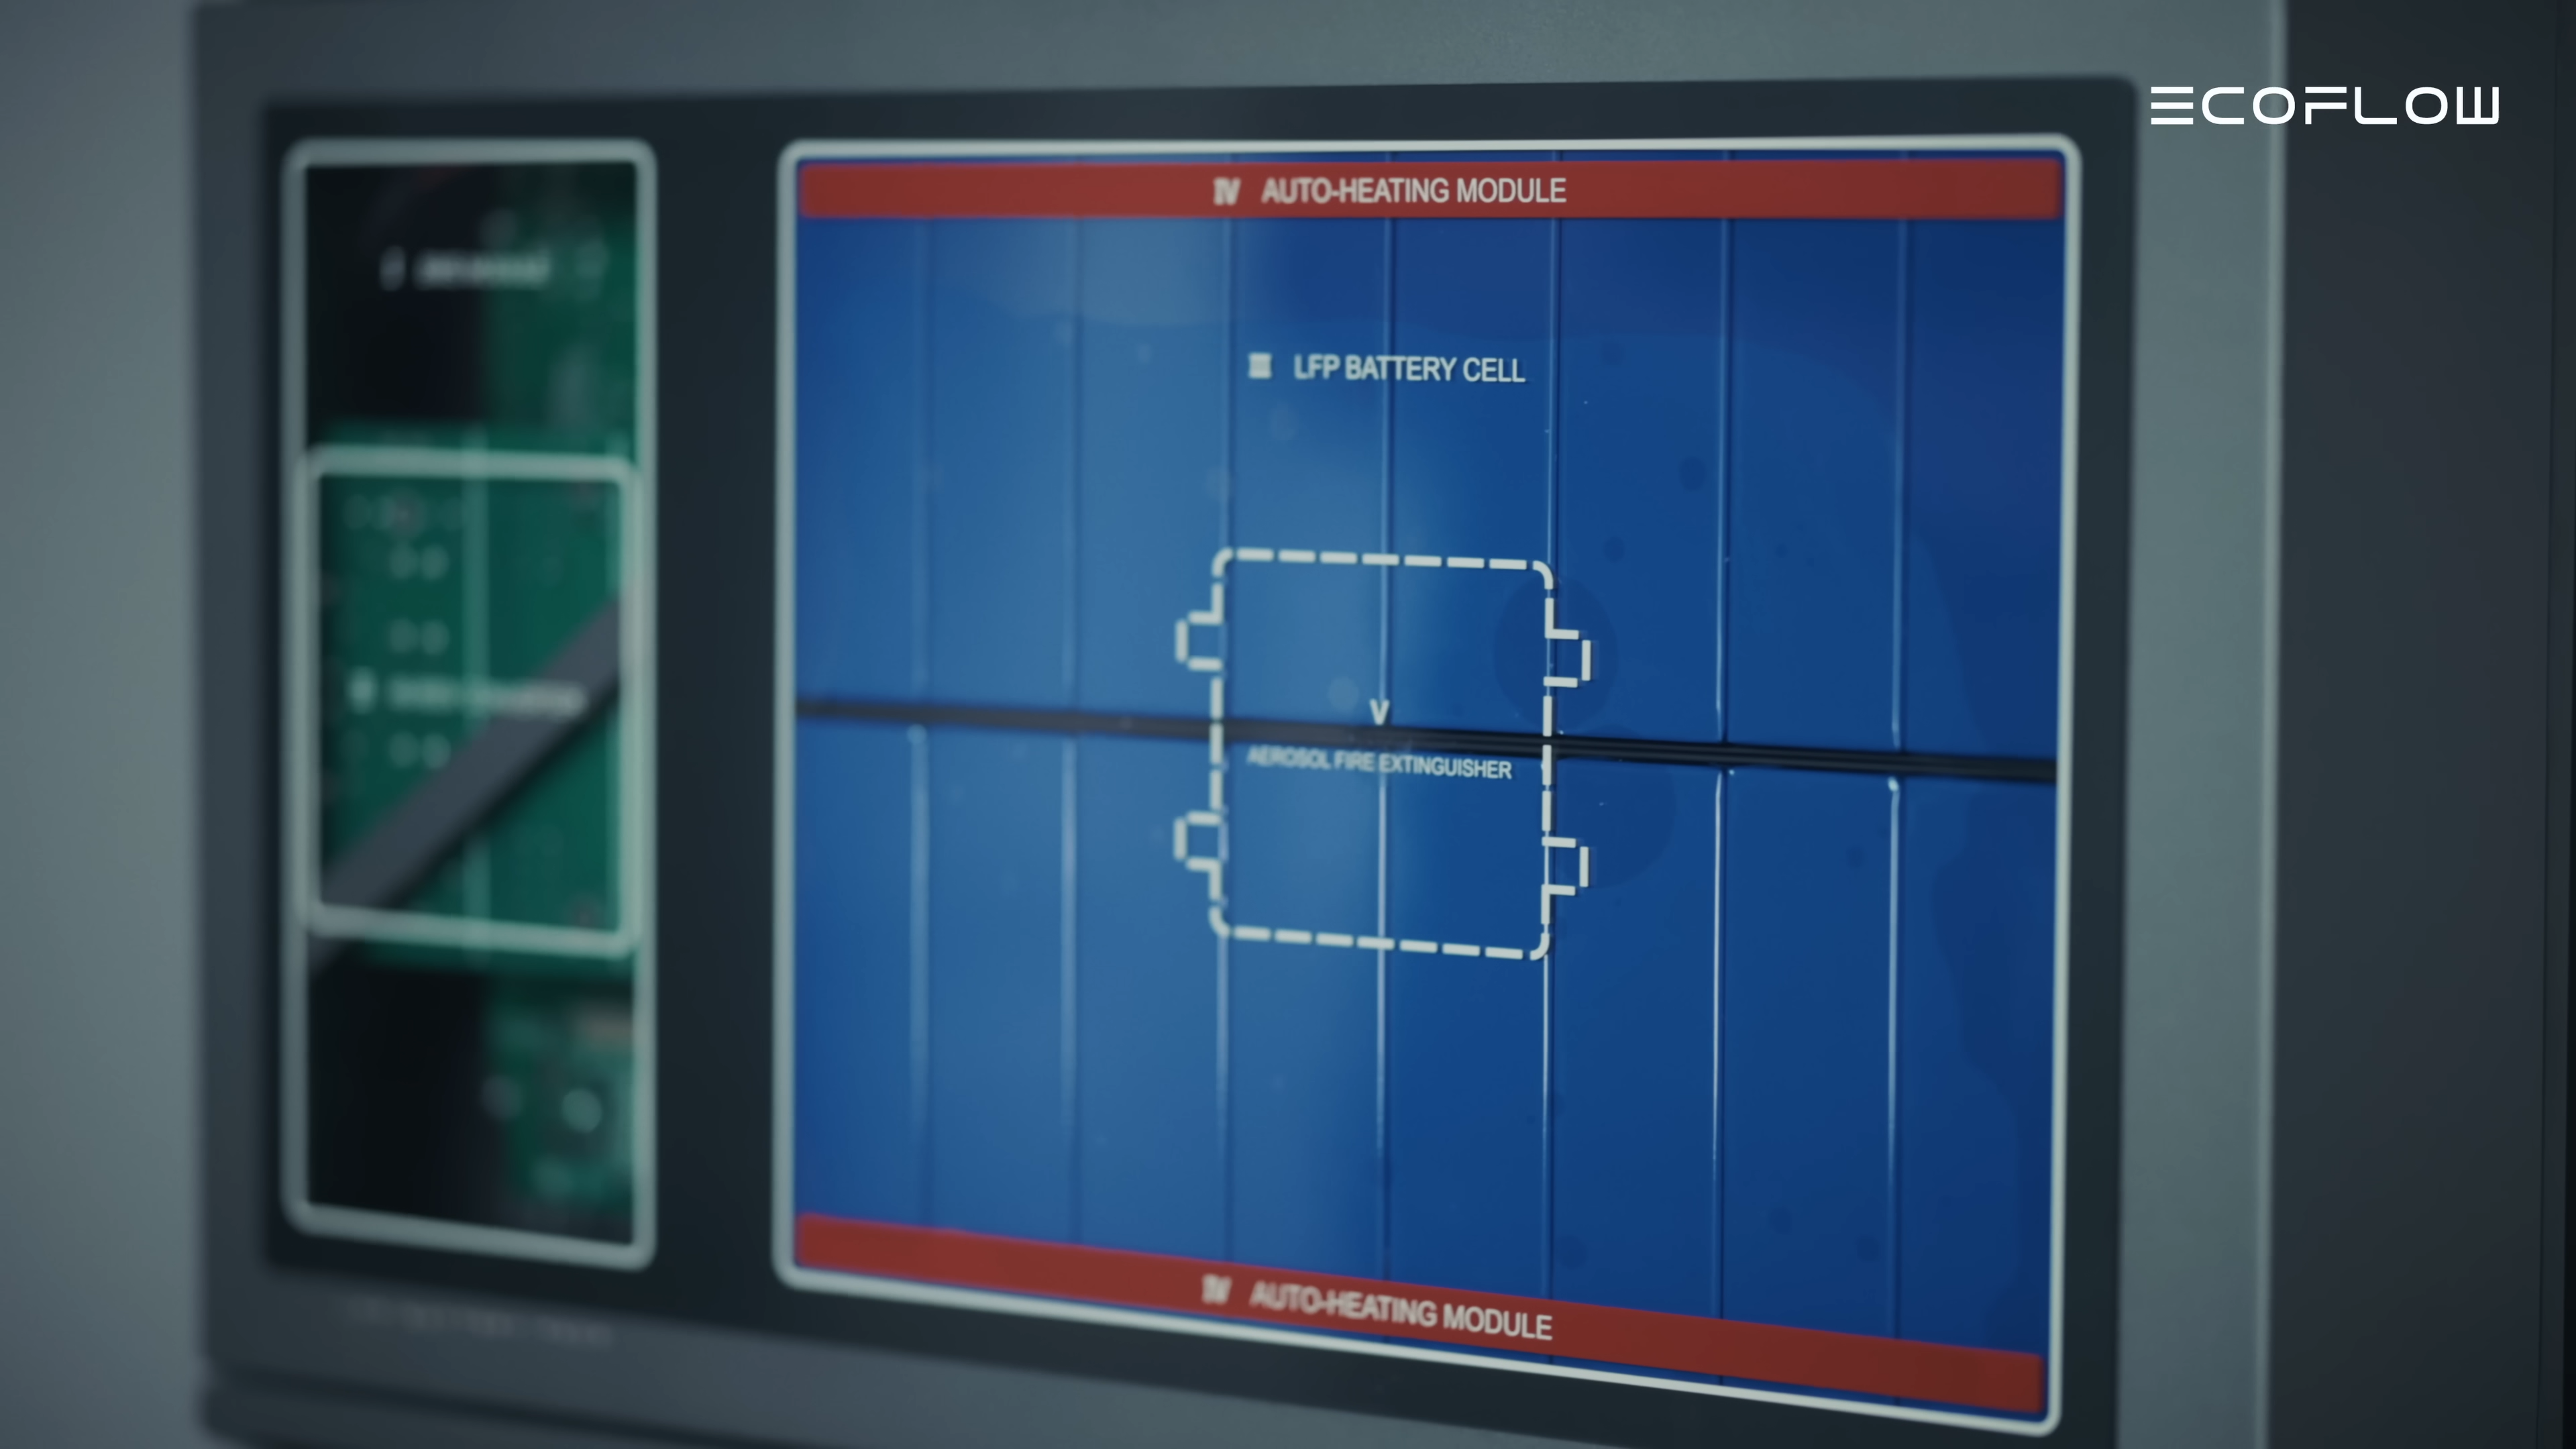 ECOFLOW
IV AUTO-HEATING MODULE
III LFP BATTERY CELL
V
AEROSOL FIRE EXTINGUISHER
IV AUTO-HEATING MODULE